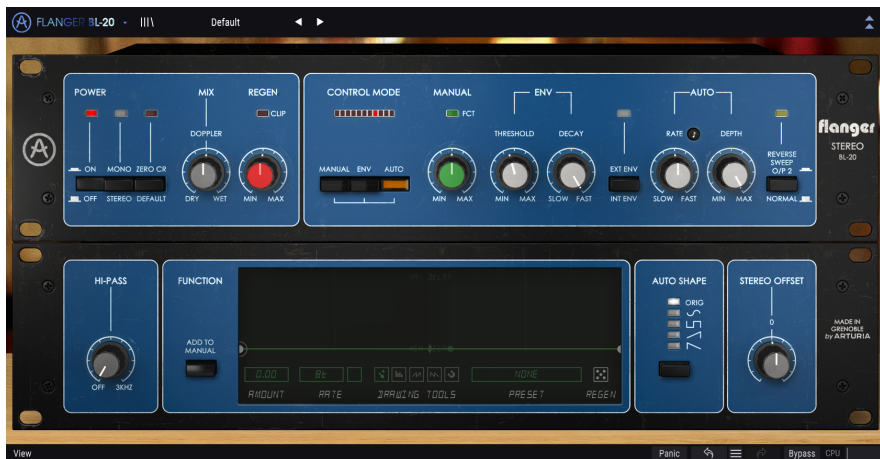 FLANGER BL-20
Default
POWER
MIX
REGEN
CONTROL MODE
MANUAL
ENV
AUTO
CLIP
FCT
DOPPLER
THRESHOLD
DECAY
RATE
DEPTH
flanger
STEREO
BL-20
REVERSE
SWEEP
O/P 2
ON
MONO
ZERO CR
MANUAL
ENV
AUTO
EXT ENV
OFF
STEREO
DEFAULT
DRY
WET
MIN
MAX
MIN
MAX
MIN
MAX
SLOW
FAST
INT ENV
SLOW
FAST
MIN
MAX
NORMAL
HI-PASS
FUNCTION
AUTO SHAPE
STEREO OFFSET
ORIG
0
ADD TO
MANUAL
MADE IN
GRENOBLE
by ARTURIA
OFF
3KHZ
0.00
8t
NONE
AMOUNT
RATE
DRAWING TOOLS
PRESET
REGEN
View
Panic
Bypass
CPU